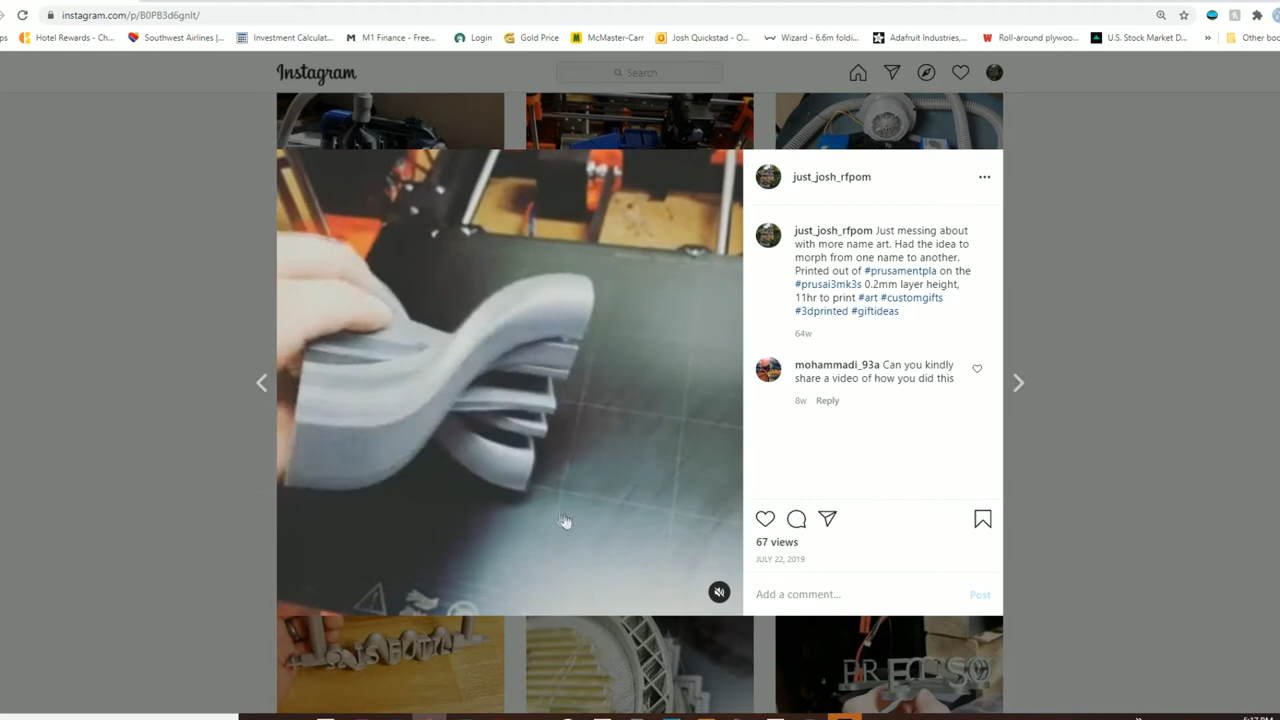 instagram.com/p/B0PB3d6gnlt/
ps Hotel Rewards - Ch... Southwest Airlines |... Investment Calculat... M1 Finance - Free... Login Gold Price McMaster-Carr Josh Quickstad - O... Wizard - 6.6m foldi... Adafruit Industries,... Roll-around plywoo... U.S. Stock Market D... » Other boo
Instagram
Search
just_josh_rfpom
just_josh_rfpom Just messing about
with more name art. Had the idea to
morph from one name to another.
Printed out of #prusamentpla on the
#prusai3mk3s 0.2mm layer height,
11hr to print #art #customgifts
#3dprinted #giftideas
64w
mohammadi_93a Can you kindly
share a video of how you did this
8w Reply
67 views
JULY 22, 2019
Add a comment... Post